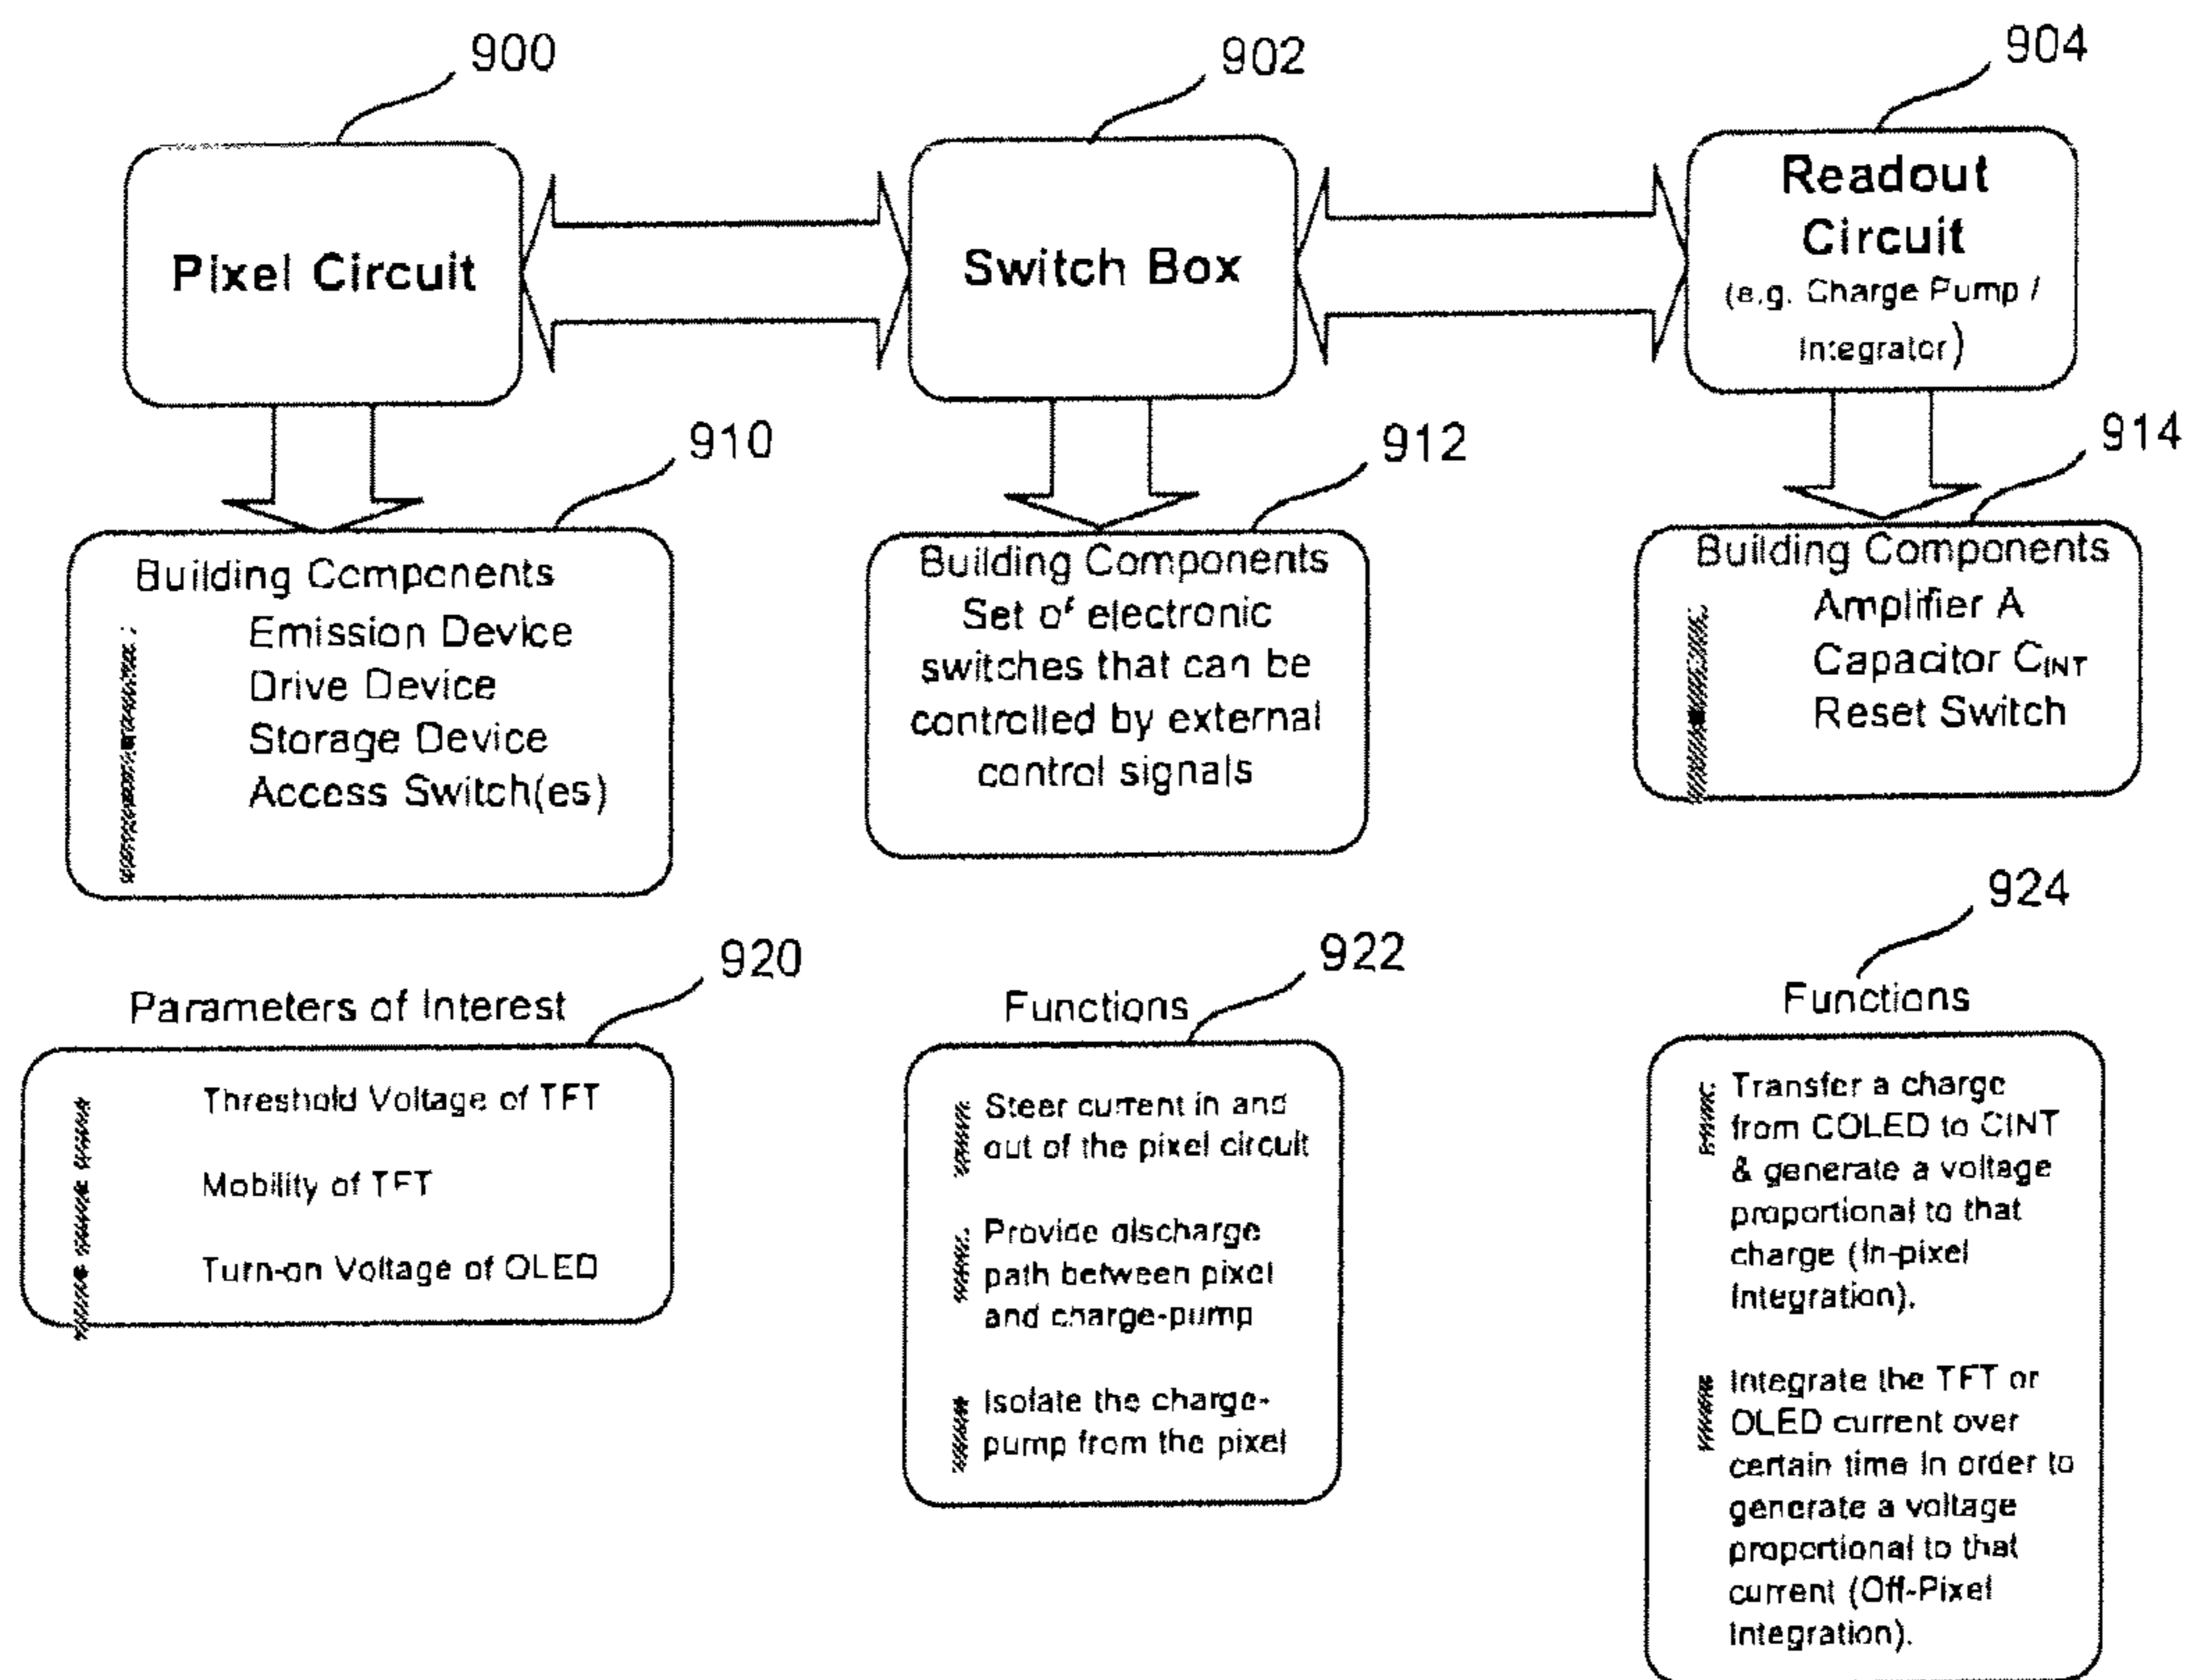 900
902
904
Pixel Circuit
Switch Box
Readout
Circuit
(e.g. Charge Pump /
Integrator)
910
912
914
Building Components
Emission Device
Drive Device
Storage Device
Access Switch(es)
Building Components
Set of electronic
switches that can be
controlled by external
control signals
Building Components
Amplifier A
Capacitor CINT
Reset Switch
920
922
924
Parameters of Interest
Threshold Voltage of TFT
Mobility of TFT
Turn-on Voltage of OLED
Functions
Steer current in and
out of the pixel circuit
Provide discharge
path between pixel
and charge-pump
Isolate the charge-
pump from the pixel
Functions
Transfer a charge
from COLED to CINT
& generate a voltage
proportional to that
charge (In-pixel
Integration).
Integrate the TFT or
OLED current over
certain time in order to
generate a voltage
proportional to that
current (Off-Pixel
Integration).